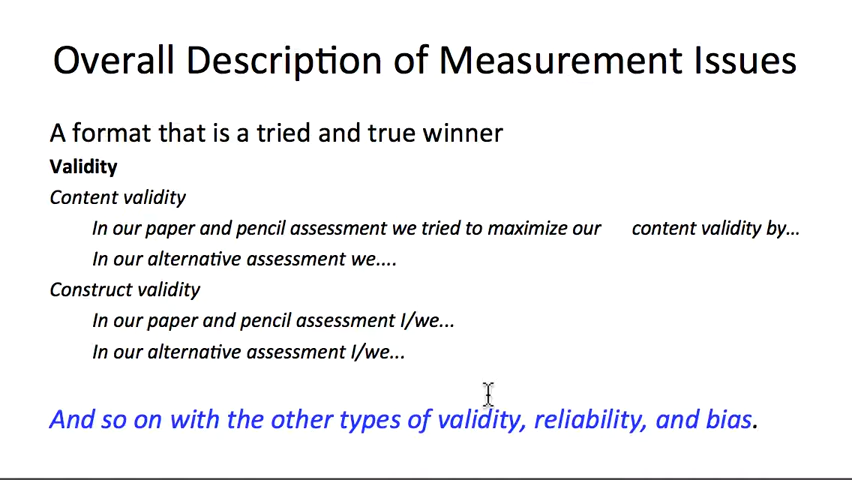 Overall Description of Measurement Issues
A format that is a tried and true winner
Validity
Content validity
In our paper and pencil assessment we tried to maximize our content validity by...
In our alternative assessment we....
Construct validity
In our paper and pencil assessment I/we...
In our alternative assessment I/we...
And so on with the other types of validity, reliability, and bias.